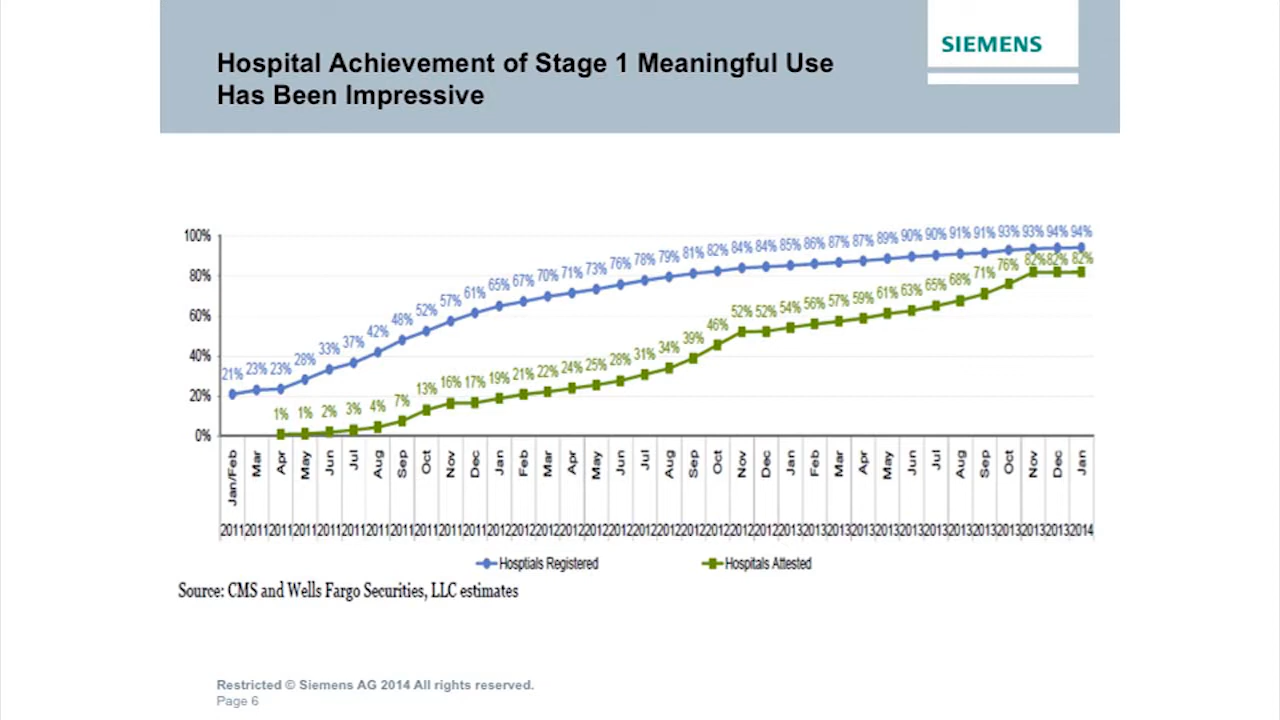 SIEMENS
Hospital Achievement of Stage 1 Meaningful Use
Has Been Impressive
100%
80%
60%
40%
20%
0%
21% 23% 23% 28% 33% 37% 42% 48% 52% 57% 61% 65% 67% 70% 71% 73% 76% 78% 79% 81% 82% 84% 84% 85% 86% 87% 87% 89% 90% 90% 91% 91% 93% 93% 94% 94%
1% 1% 2% 3% 4% 7% 13% 16% 17% 19% 21% 22% 24% 25% 28% 31% 34% 39% 46% 52% 52% 54% 56% 57% 59% 61% 63% 65% 68% 71% 76% 82% 82% 82%
Jan/Feb Mar Apr May Jun Jul Aug Sep Oct Nov Dec Jan Feb Mar Apr May Jun Jul Aug Sep Oct Nov Dec Jan Feb Mar Apr May Jun Jul Aug Sep Oct Nov Dec Jan
2011 2011 2011 2011 2011 2011 2011 2011 2011 2011 2011 2012 2012 2012 2012 2012 2012 2012 2012 2012 2012 2012 2012 2013 2013 2013 2013 2013 2013 2013 2013 2013 2013 2013 2013 2014
Hosptials Registered
Hospitals Attested
Source: CMS and Wells Fargo Securities, LLC estimates
Restricted © Siemens AG 2014 All rights reserved.
Page 6